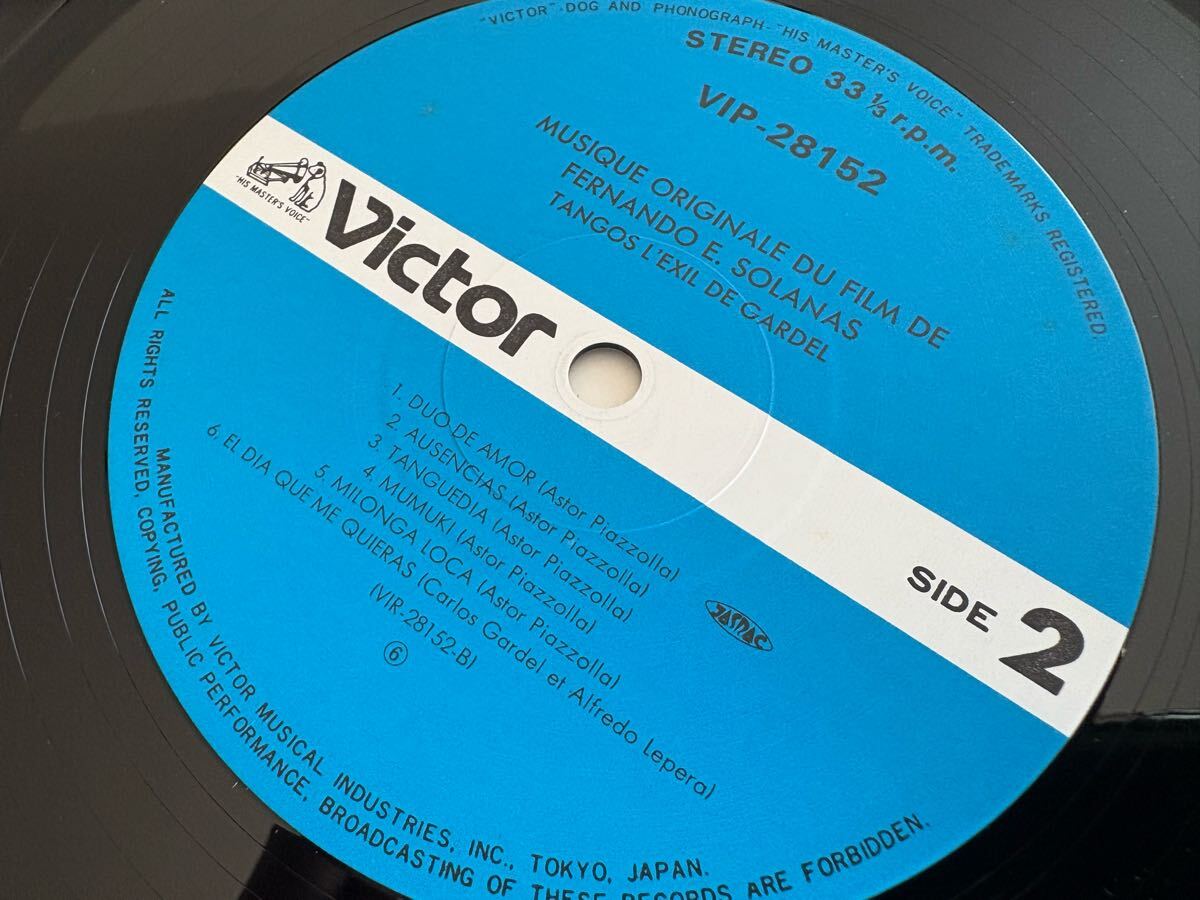 "VICTOR"-DOG AND PHONOGRAPH-"HIS MASTER'S VOICE" TRADEMARKS REGISTERED.
STEREO 33 1/3 r.p.m.
VIP-28152
MUSIQUE ORIGINALE DU FILM DE
FERNANDO E. SOLANAS
TANGOS L'EXIL DE GARDEL
"HIS MASTER'S VOICE"
Victor
SIDE 2
1. DUO DE AMOR (Astor Piazzolla)
2. AUSENCIAS (Astor Piazzolla)
3. TANGUEDIA (Astor Piazzolla)
4. MUMUKI (Astor Piazzolla)
5. MILONGA LOCA (Astor Piazzolla)
6. EL DIA QUE ME QUIERAS (Carlos Gardel et Alfredo Lepera)
(VIR-28152-B)
⑥
JASRAC
MANUFACTURED BY VICTOR MUSICAL INDUSTRIES, INC., TOKYO, JAPAN.
ALL RIGHTS RESERVED, COPYING, PUBLIC PERFORMANCE, BROADCASTING OF THESE RECORDS ARE FORBIDDEN.